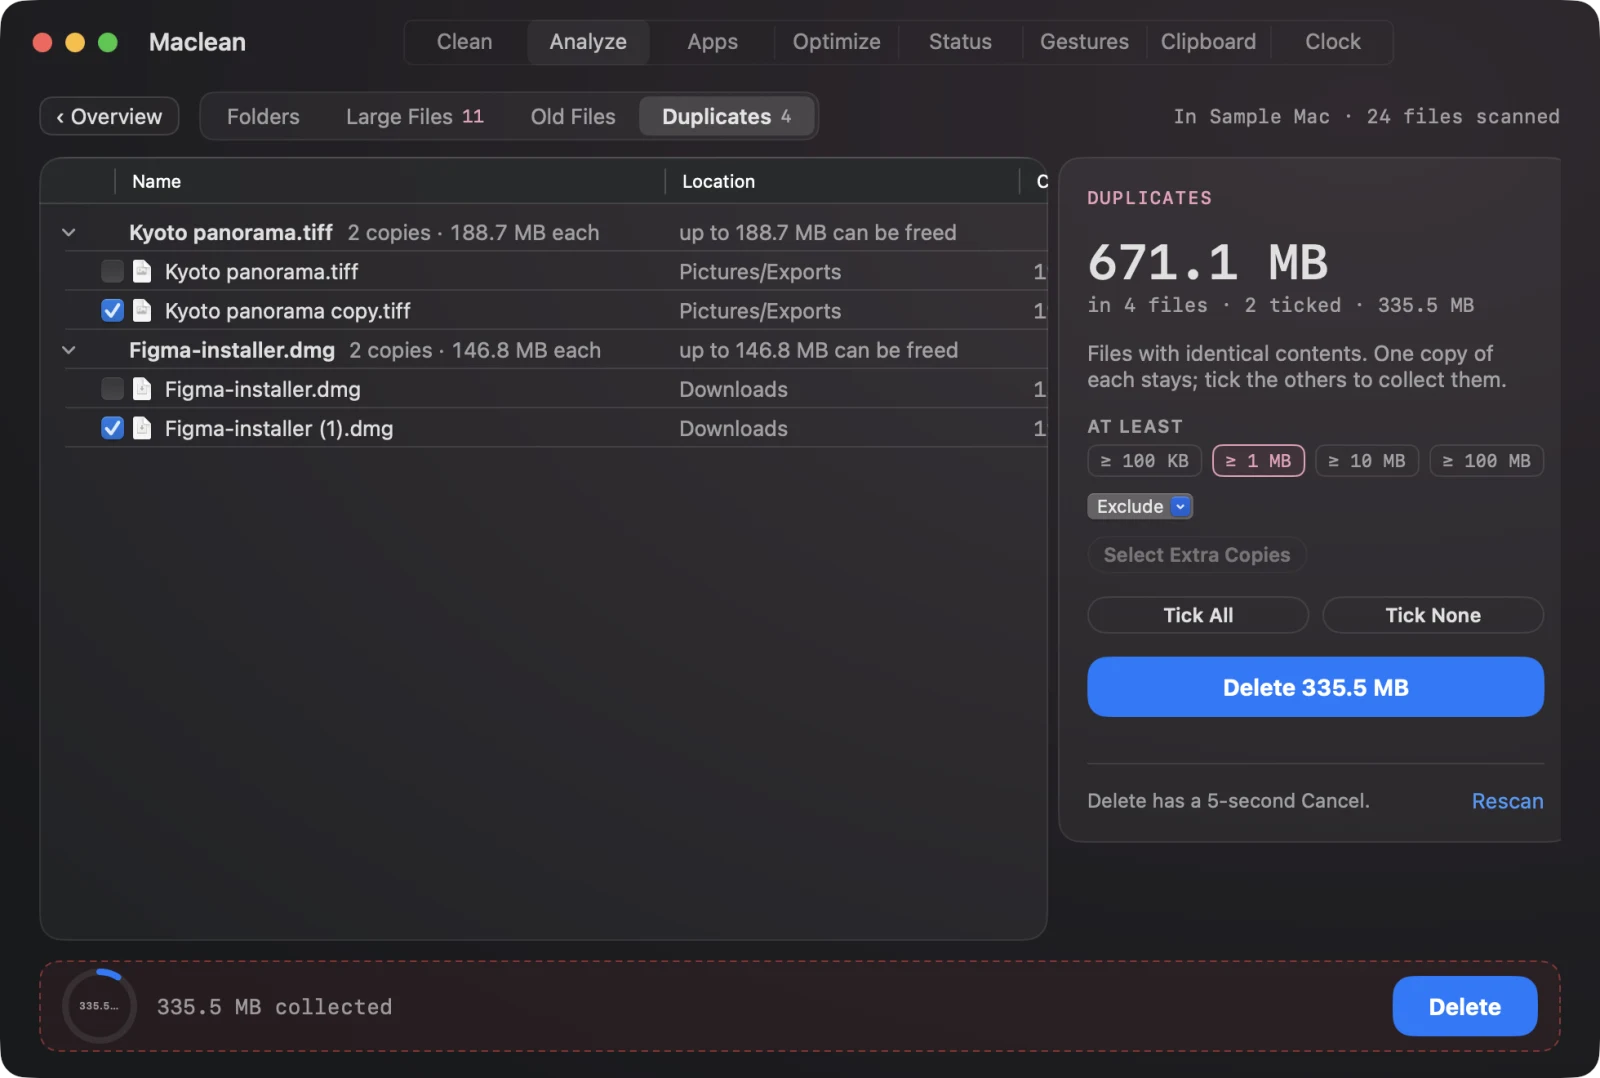 Maclean
Clean Analyze Apps Optimize Status Gestures Clipboard Clock
‹ Overview Folders Large Files 11 Old Files Duplicates 4 In Sample Mac · 24 files scanned
Name Location
Kyoto panorama.tiff 2 copies · 188.7 MB each up to 188.7 MB can be freed
Kyoto panorama.tiff Pictures/Exports
Kyoto panorama copy.tiff Pictures/Exports
Figma-installer.dmg 2 copies · 146.8 MB each up to 146.8 MB can be freed
Figma-installer.dmg Downloads
Figma-installer (1).dmg Downloads
DUPLICATES
671.1 MB
in 4 files · 2 ticked · 335.5 MB
Files with identical contents. One copy of
each stays; tick the others to collect them.
AT LEAST
≥ 100 KB ≥ 1 MB ≥ 10 MB ≥ 100 MB
Exclude
Select Extra Copies
Tick All Tick None
Delete 335.5 MB
Delete has a 5-second Cancel. Rescan
335.5... 335.5 MB collected Delete